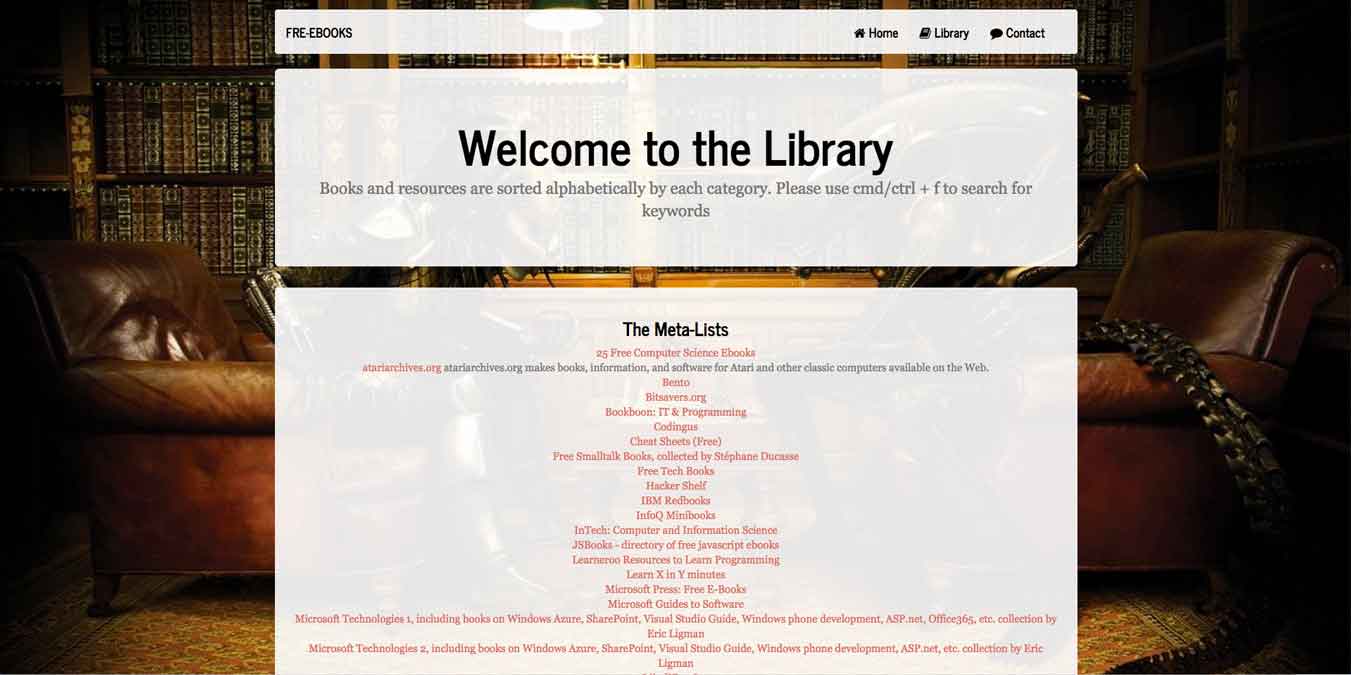 FRE-EBOOKS
Home
Library
Contact
Welcome to the Library
Books and resources are sorted alphabetically by each category. Please use cmd/ctrl + f to search for
keywords
The Meta-Lists
25 Free Computer Science Ebooks
atariarchives.org atariarchives.org makes books, information, and software for Atari and other classic computers available on the Web.
Bento
Bitsavers.org
Bookboon: IT & Programming
Codingus
Cheat Sheets (Free)
Free Smalltalk Books, collected by Stéphane Ducasse
Free Tech Books
Hacker Shelf
IBM Redbooks
InfoQ Minibooks
InTech: Computer and Information Science
JSBooks - directory of free javascript ebooks
Learneroo Resources to Learn Programming
Learn X in Y minutes
Microsoft Press: Free E-Books
Microsoft Guides to Software
Microsoft Technologies 1, including books on Windows Azure, SharePoint, Visual Studio Guide, Windows phone development, ASP.net, Office365, etc. collection by
Eric Ligman
Microsoft Technologies 2, including books on Windows Azure, SharePoint, Visual Studio Guide, Windows phone development, ASP.net, etc. collection by Eric
Ligman